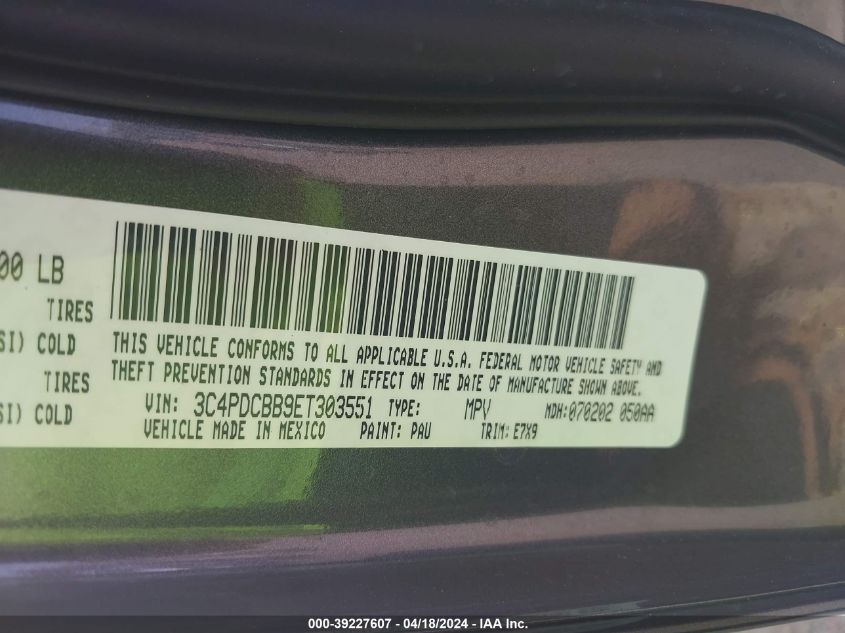 00 LB
TIRES
SI) COLD
TIRES
SI) COLD
THIS VEHICLE CONFORMS TO ALL APPLICABLE U.S.A. FEDERAL MOTOR VEHICLE SAFETY AND
THEFT PREVENTION STANDARDS IN EFFECT ON THE DATE OF MANUFACTURE SHOWN ABOVE.
VIN: 3C4PDCBB9ET303551 TYPE: MPV MDH:070202 050AA
VEHICLE MADE IN MEXICO PAINT: PAU TRIM: E7X9
000-39227607 - 04/18/2024 - IAA Inc.